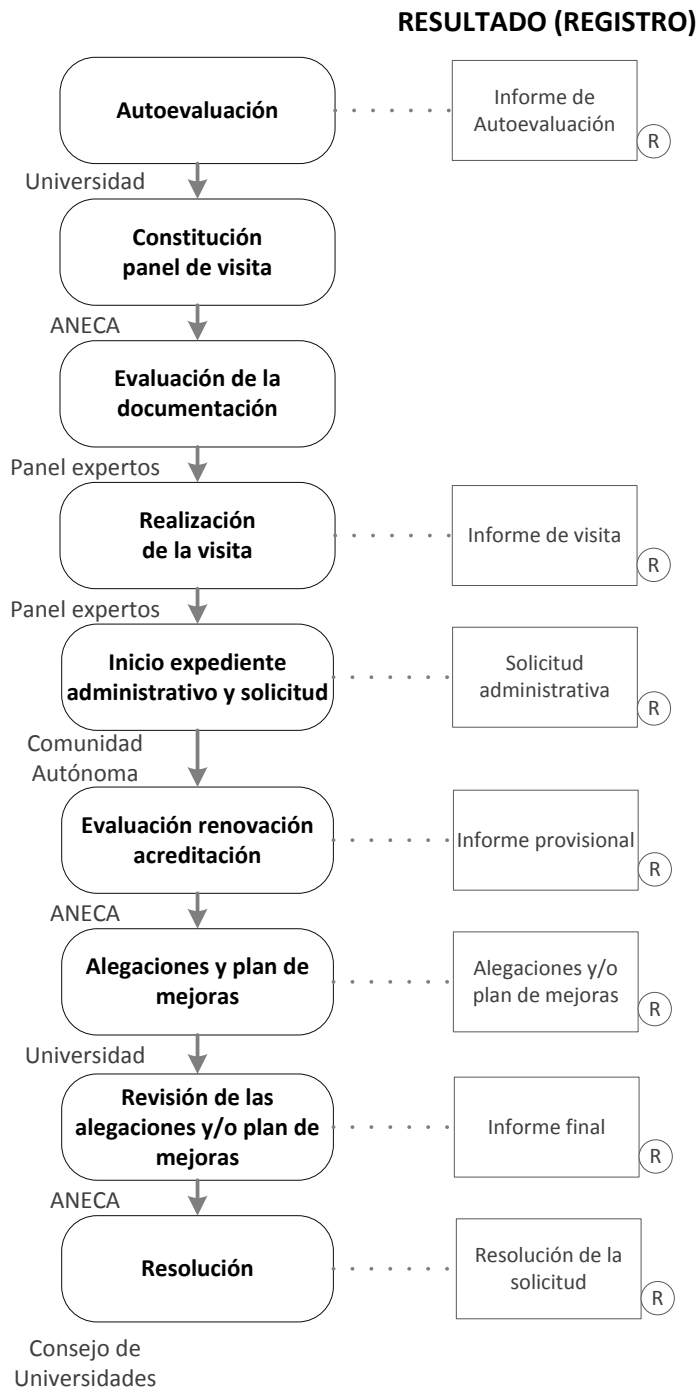 RESULTADO (REGISTRO)
Autoevaluación
Informe de
Autoevaluación
R
Universidad
Constitución
panel de visita
ANECA
Evaluación de la
documentación
Panel expertos
Realización
de la visita
Informe de visita
R
Panel expertos
Inicio expediente
administrativo y solicitud
Solicitud
administrativa
R
Comunidad
Autónoma
Evaluación renovación
acreditación
Informe provisional
R
ANECA
Alegaciones y plan de
mejoras
Alegaciones y/o
plan de mejoras
R
Universidad
Revisión de las
alegaciones y/o plan de
mejoras
Informe final
R
ANECA
Resolución
Resolución de la
solicitud
R
Consejo de
Universidades